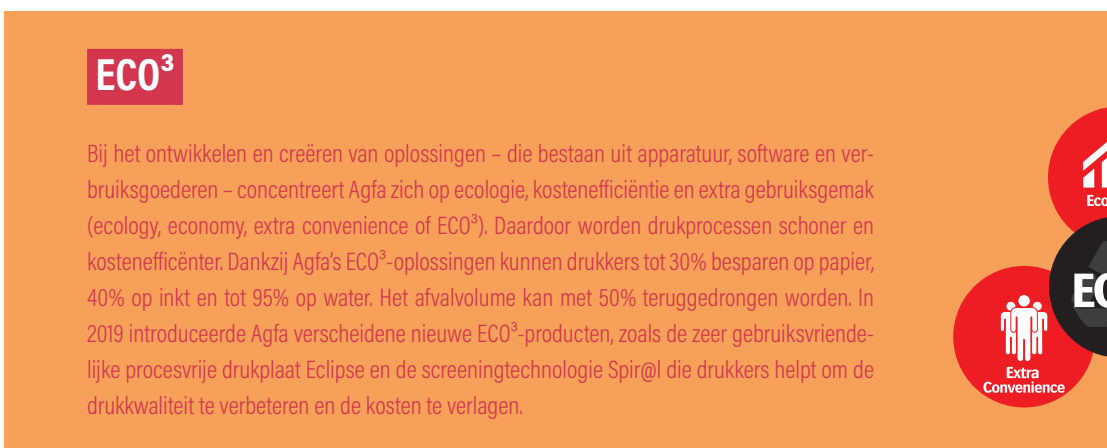 ECO³
Bij het ontwikkelen en creëren van oplossingen – die bestaan uit apparatuur, software en ver-
bruiksgoederen – concentreert Agfa zich op ecologie, kostenefficiëntie en extra gebruiksgemak
(ecology, economy, extra convenience of ECO³). Daardoor worden drukprocessen schoner en
kostenefficënter. Dankzij Agfa's ECO³-oplossingen kunnen drukkers tot 30% besparen op papier,
40% op inkt en tot 95% op water. Het afvalvolume kan met 50% teruggedrongen worden. In
2019 introduceerde Agfa verscheidene nieuwe ECO³-producten, zoals de zeer gebruiksvriende-
lijke procesvrije drukplaat Eclipse en de screeningtechnologie Spir@l die drukkers helpt om de
drukkwaliteit te verbeteren en de kosten te verlagen.
Extra
Convenience